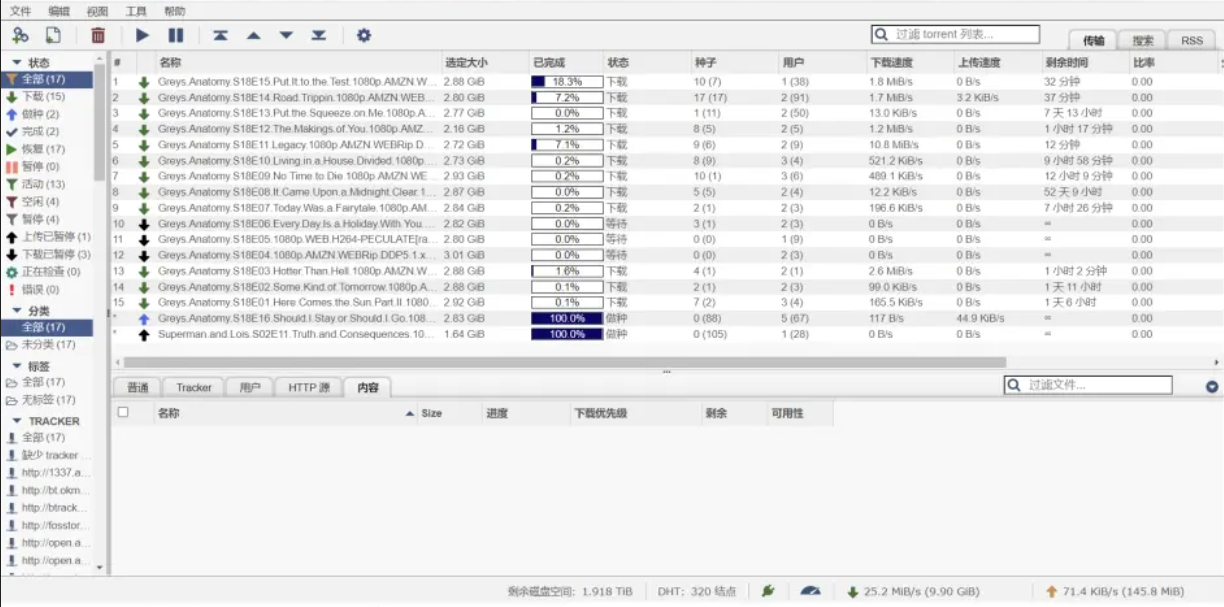 文件 编辑 视图 工具 帮助
过滤 torrent 列表... 传输 搜索 RSS
状态
全部 (17)
下载 (15)
做种 (2)
完成 (2)
恢复 (17)
暂停 (0)
活动 (13)
空闲 (4)
暂停 (4)
上传已暂停 (1)
下载已暂停 (3)
正在检查 (0)
错误 (0)
分类
全部 (17)
未分类 (17)
标签
全部 (17)
无标签 (17)
TRACKER
全部 (17)
缺少 tracker ...
http://1337.a...
http://bt.okm...
http://btrack...
http://fosstor...
http://open.a...
http://open.a...
# 名称 选定大小 已完成 状态 种子 用户 下载速度 上传速度 剩余时间 比率
1 Greys.Anatomy.S18E15.Put.It.to.the.Test.1080p.AMZN.W... 2.88 GiB 18.3% 下载 10 (7) 1 (38) 1.8 MiB/s 0 B/s 32 分钟 0.00
2 Greys.Anatomy.S18E14.Road.Trippin.1080p.AMZN.WEB... 2.80 GiB 7.2% 下载 17 (17) 2 (91) 1.7 MiB/s 3.2 KiB/s 37 分钟 0.00
3 Greys.Anatomy.S18E13.Put.the.Squeeze.on.Me.1080p.A... 2.77 GiB 0.0% 下载 1 (11) 2 (50) 13.0 KiB/s 0 B/s 7 天 13 小时 0.00
4 Greys.Anatomy.S18E12.The.Makings.of.You.1080p.AMZ... 2.16 GiB 1.2% 下载 8 (5) 2 (5) 1.2 MiB/s 0 B/s 1 小时 17 分钟 0.00
5 Greys.Anatomy.S18E11.Legacy.1080p.AMZN.WEBRip.D... 2.72 GiB 7.1% 下载 9 (6) 2 (9) 10.8 MiB/s 0 B/s 12 分钟 0.00
6 Greys.Anatomy.S18E10.Living.in.a.House.Divided.1080p.... 2.73 GiB 0.2% 下载 8 (9) 3 (4) 521.2 KiB/s 0 B/s 9 小时 58 分钟 0.00
7 Greys.Anatomy.S18E09.No.Time.to.Die.1080p.AMZN.WE... 2.93 GiB 0.2% 下载 10 (1) 3 (6) 489.1 KiB/s 0 B/s 12 小时 9 分钟 0.00
8 Greys.Anatomy.S18E08.It.Came.Upon.a.Midnight.Clear.1... 2.87 GiB 0.0% 下载 5 (5) 2 (4) 12.2 KiB/s 0 B/s 52 天 9 小时 0.00
9 Greys.Anatomy.S18E07.Today.Was.a.Fairytale.1080p.AM... 2.84 GiB 0.2% 下载 2 (1) 2 (3) 196.6 KiB/s 0 B/s 7 小时 26 分钟 0.00
10 Greys.Anatomy.S18E06.Every.Day.Is.a.Holiday.With.You.... 2.82 GiB 0.0% 等待 3 (1) 2 (3) 0 B/s 0 B/s ∞ 0.00
11 Greys.Anatomy.S18E05.1080p.WEB.H264-PECULATE[ra... 2.80 GiB 0.0% 等待 0 (0) 1 (9) 0 B/s 0 B/s ∞ 0.00
12 Greys.Anatomy.S18E04.1080p.AMZN.WEBRip.DDP5.1.x... 3.01 GiB 0.0% 等待 0 (0) 2 (3) 0 B/s 0 B/s ∞ 0.00
13 Greys.Anatomy.S18E03.Hotter.Than.Hell.1080p.AMZN.W... 2.88 GiB 1.6% 下载 4 (1) 2 (1) 2.6 MiB/s 0 B/s 1 小时 2 分钟 0.00
14 Greys.Anatomy.S18E02.Some.Kind.of.Tomorrow.1080p.A... 2.88 GiB 0.1% 下载 2 (1) 2 (3) 99.0 KiB/s 0 B/s 1 天 11 小时 0.00
15 Greys.Anatomy.S18E01.Here.Comes.the.Sun.Part.II.1080... 2.92 GiB 0.1% 下载 7 (2) 3 (4) 165.5 KiB/s 0 B/s 1 天 6 小时 0.00
* Greys.Anatomy.S18E16.Should.I.Stay.or.Should.I.Go.108... 2.83 GiB 100.0% 做种 0 (88) 5 (67) 117 B/s 44.9 KiB/s ∞ 0.00
* Superman.and.Lois.S02E11.Truth.and.Consequences.10... 1.64 GiB 100.0% 做种 0 (105) 1 (28) 0 B/s 0 B/s ∞ 0.00
普通 Tracker 用户 HTTP 源 内容 过滤文件...
名称 Size 进度 下载优先级 剩余 可用性
剩余磁盘空间：1.918 TiB DHT：320 结点 25.2 MiB/s (9.90 GiB) 71.4 KiB/s (145.8 MiB)